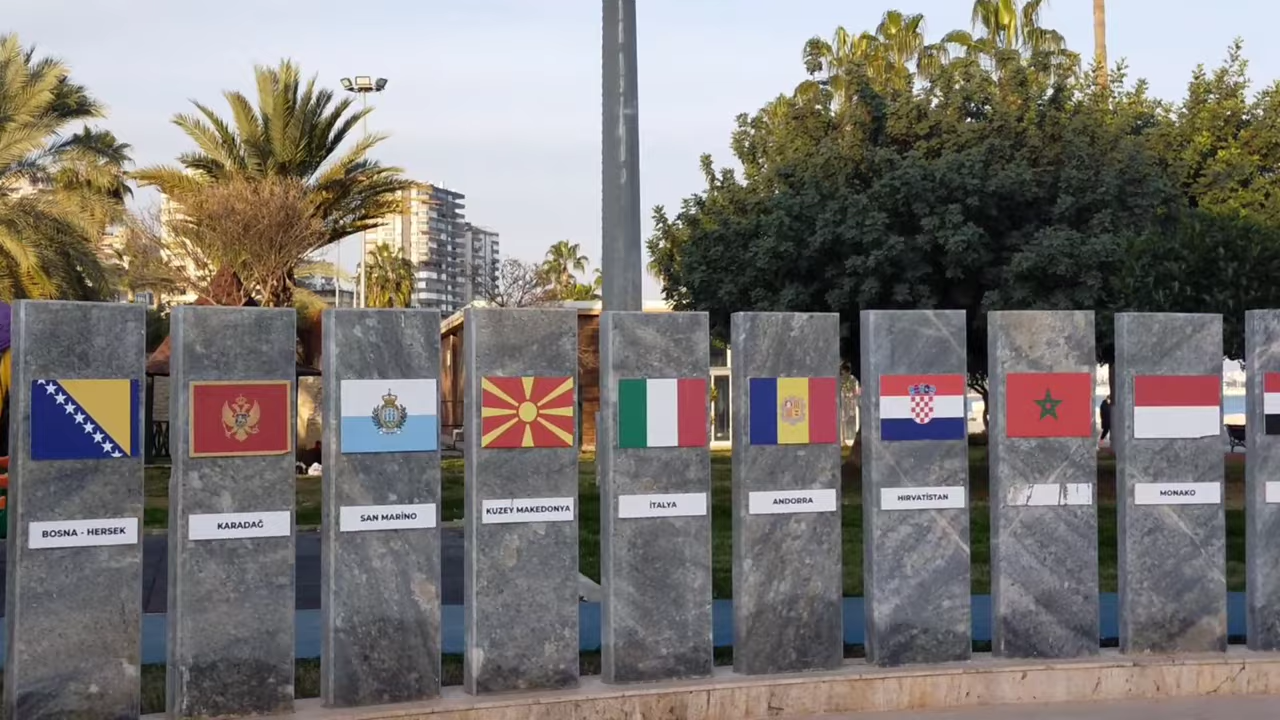 BOSNA - HERSEK
KARADAĞ
SAN MARİNO
KUZEY MAKEDONYA
İTALYA
ANDORRA
HIRVATİSTAN
MONAKO